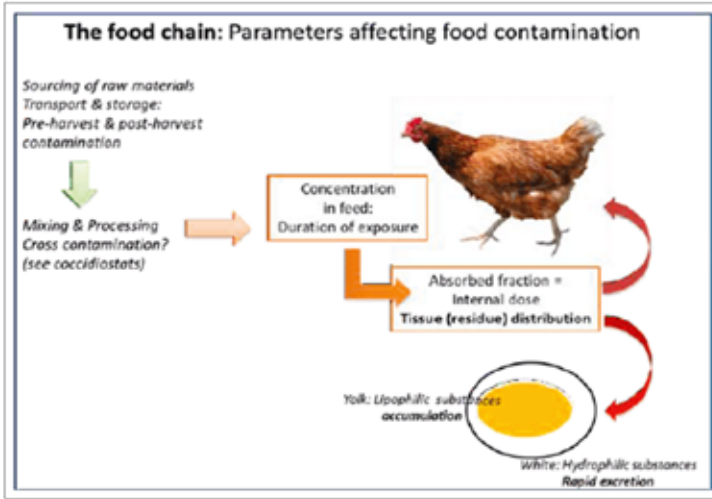 The food chain: Parameters affecting food contamination
Sourcing of raw materials
Transport & storage:
Pre-harvest & post-harvest
contamination
Mixing & Processing
Cross contamination?
(see coccidiostats)
Concentration
in feed:
Duration of exposure
Absorbed fraction =
Internal dose
Tissue (residue) distribution
Yolk: Lipophilic substances
accumulation
White: Hydrophilic substances
Rapid excretion